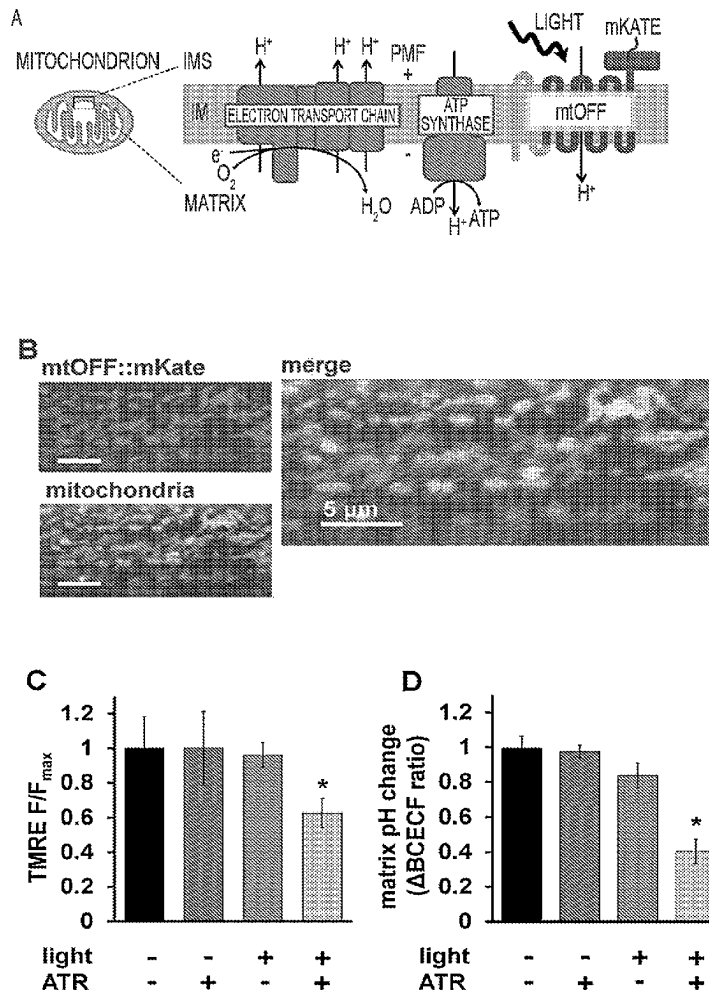 A
MITOCHONDRION
IMS
MATRIX
IM
H+
H+
H+
PMF
+
-
LIGHT
mKATE
ELECTRON TRANSPORT CHAIN
ATP
SYNTHASE
mtOFF
e-
O2
H2O
ADP
H+
ATP
H+
B
mtOFF::mKate
mitochondria
merge
5 µm
C
TMRE F/Fmax
1.2
1
0.8
0.6
0.4
0.2
0
*
light - - + +
ATR - + - +
D
matrix pH change
(ΔBCECF ratio)
1.2
1
0.8
0.6
0.4
0.2
0
*
light - - + +
ATR - + - +